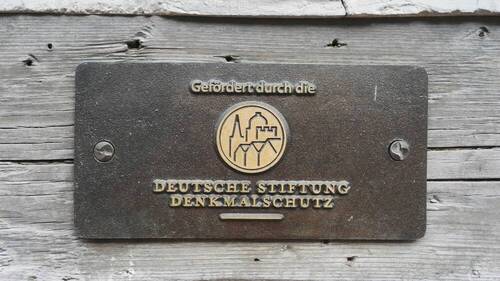 Gefördert durch die
DEUTSCHE STIFTUNG
DENKMALSCHUTZ